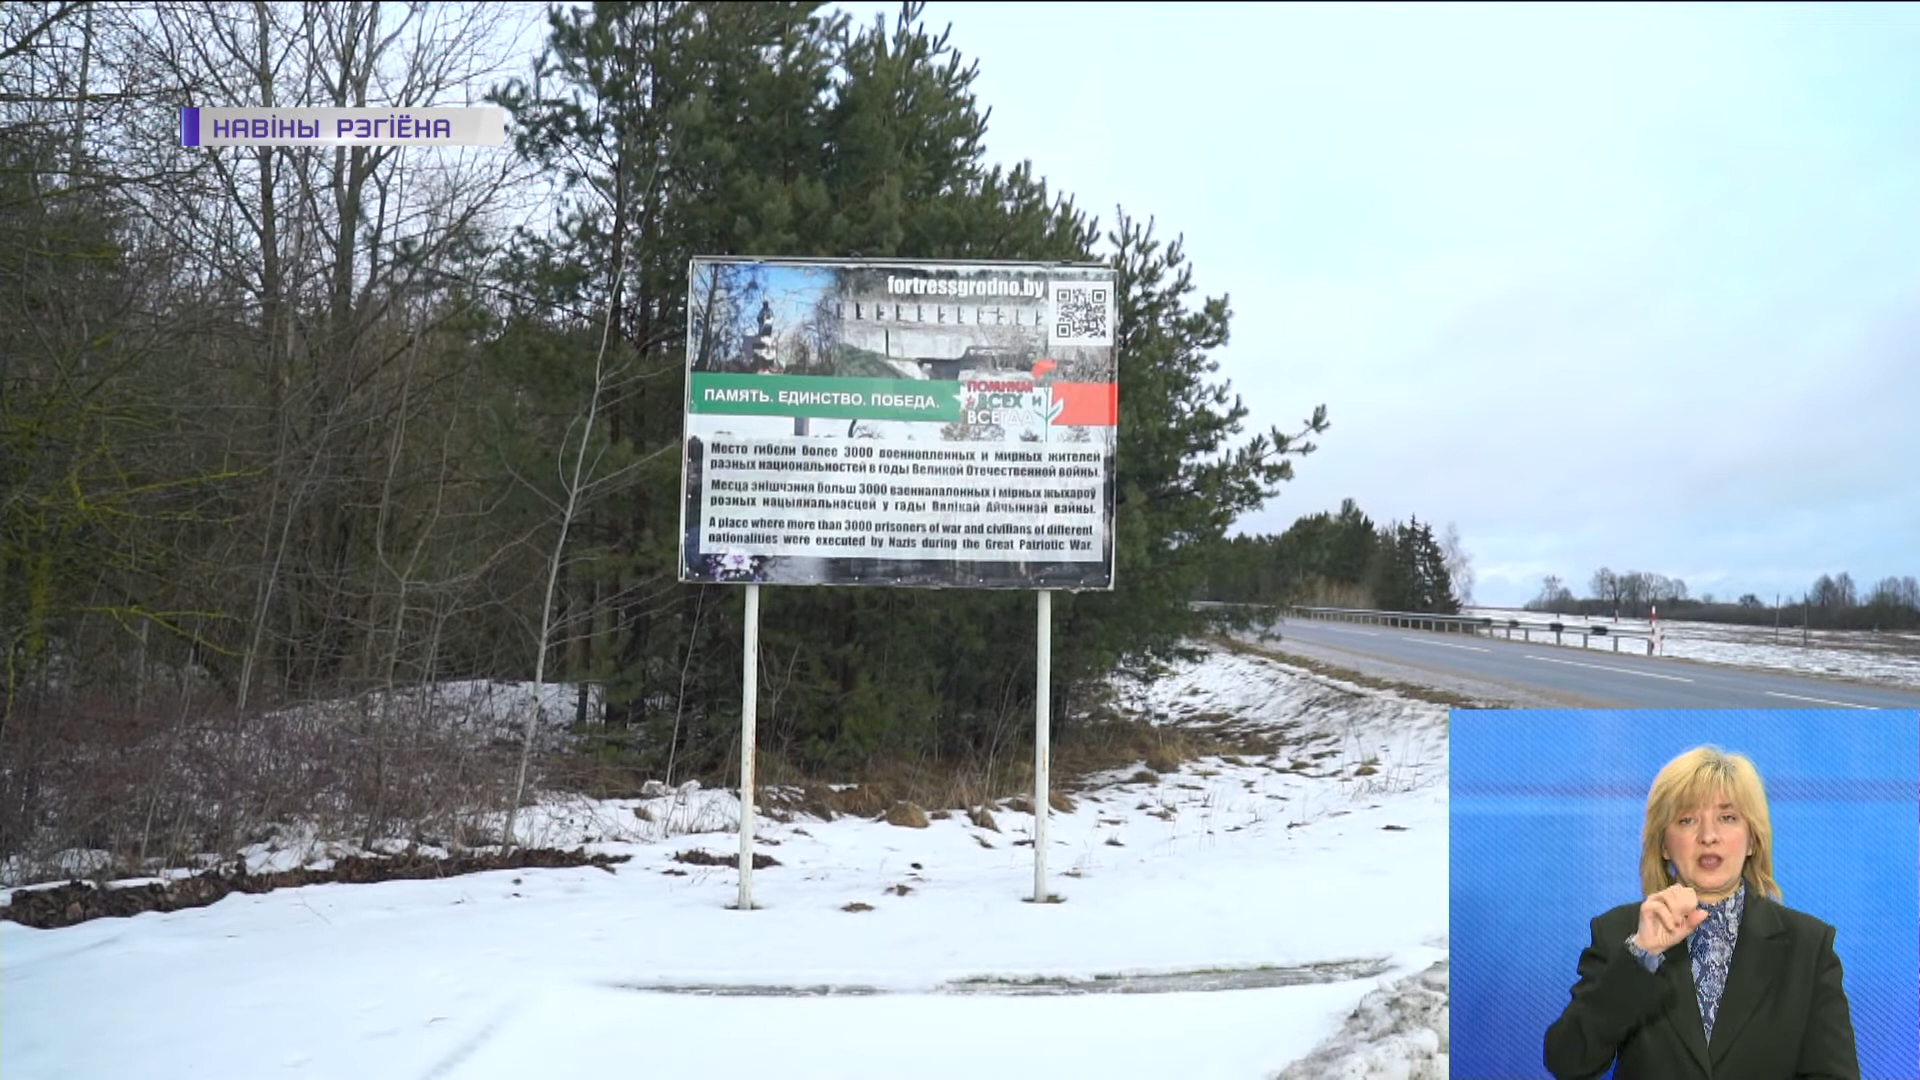 НАВІНЫ РЭГІЁНА
fortressgrodno.by
ПАМЯТЬ. ЕДИНСТВО. ПОБЕДА.
ПОМНИМ
ВСЕХ И
ВСЕГДА
Место гибели более 3000 военнопленных и мирных жителей
разных национальностей в годы Великой Отечественной войны.
Месца знішчэння больш 3000 ваеннапалонных і мірных жыхароў
розных нацыянальнасцей у гады Вялікай Айчыннай вайны.
A place where more than 3000 prisoners of war and civilians of different
nationalities were executed by Nazis during the Great Patriotic War.